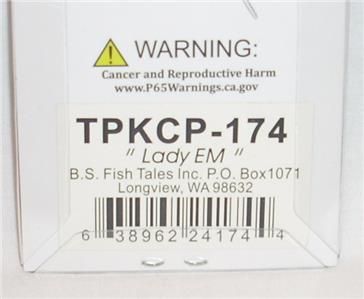 WARNING:
Cancer and Reproductive Harm
www.P65Warnings.ca.gov
TPKCP-174
" Lady EM "
B.S. Fish Tales Inc. P.O. Box1071
Longview, WA 98632
6 38962 24174 4